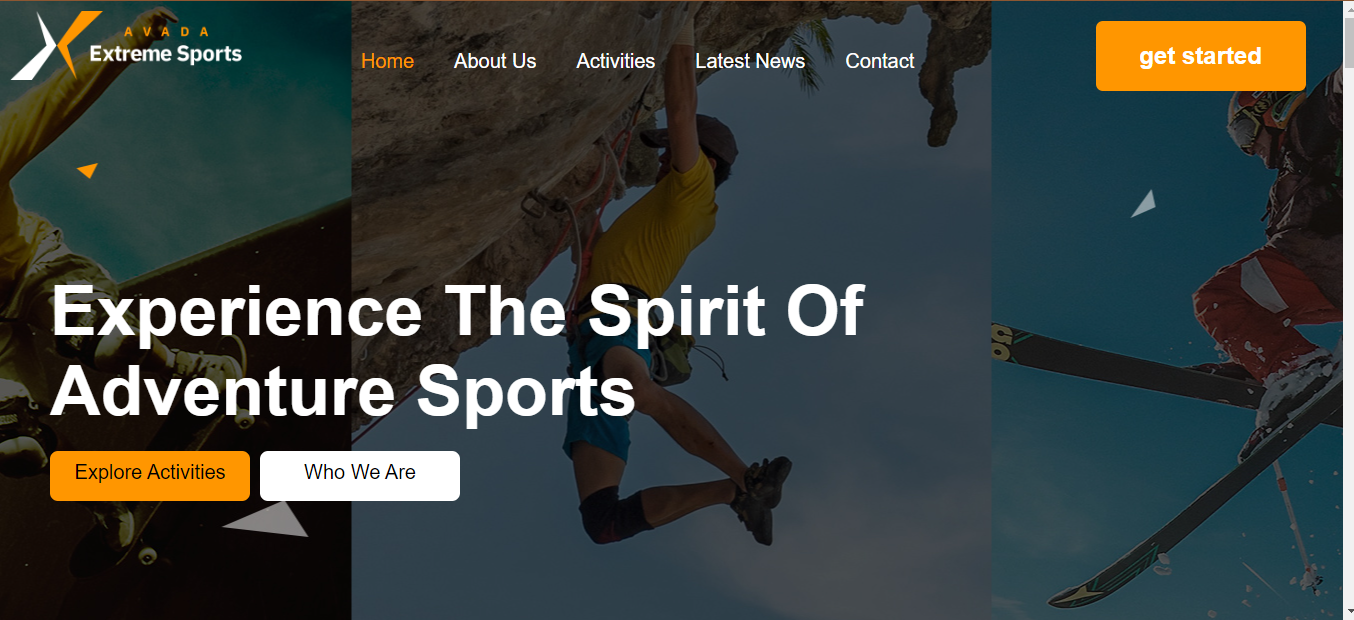 AVADA
Extreme Sports
Home
About Us
Activities
Latest News
Contact
get started
Experience The Spirit Of
Adventure Sports
Explore Activities
Who We Are